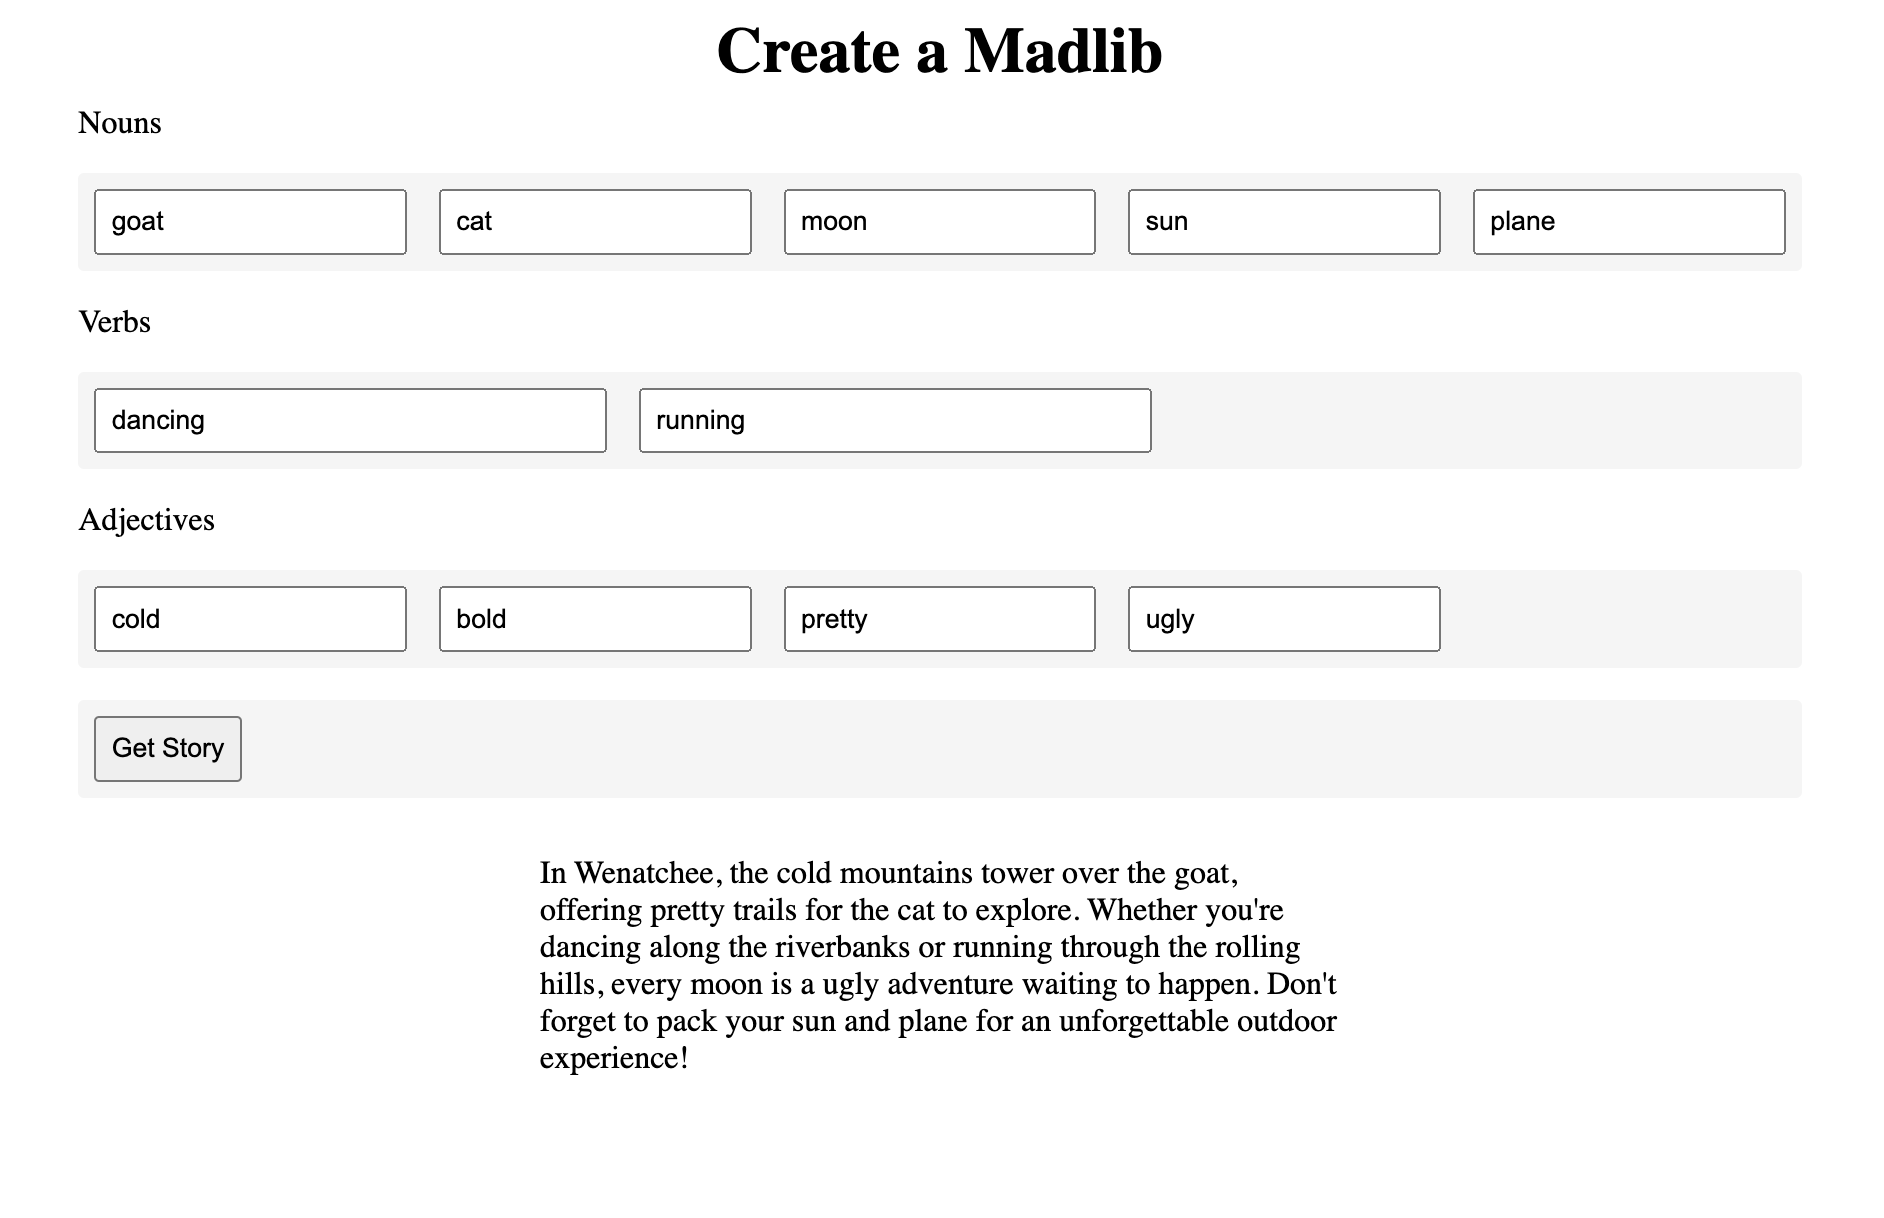 Create a Madlib
Nouns
goat cat moon sun plane
Verbs
dancing running
Adjectives
cold bold pretty ugly
Get Story
In Wenatchee, the cold mountains tower over the goat,
offering pretty trails for the cat to explore. Whether you're
dancing along the riverbanks or running through the rolling
hills, every moon is a ugly adventure waiting to happen. Don't
forget to pack your sun and plane for an unforgettable outdoor
experience!